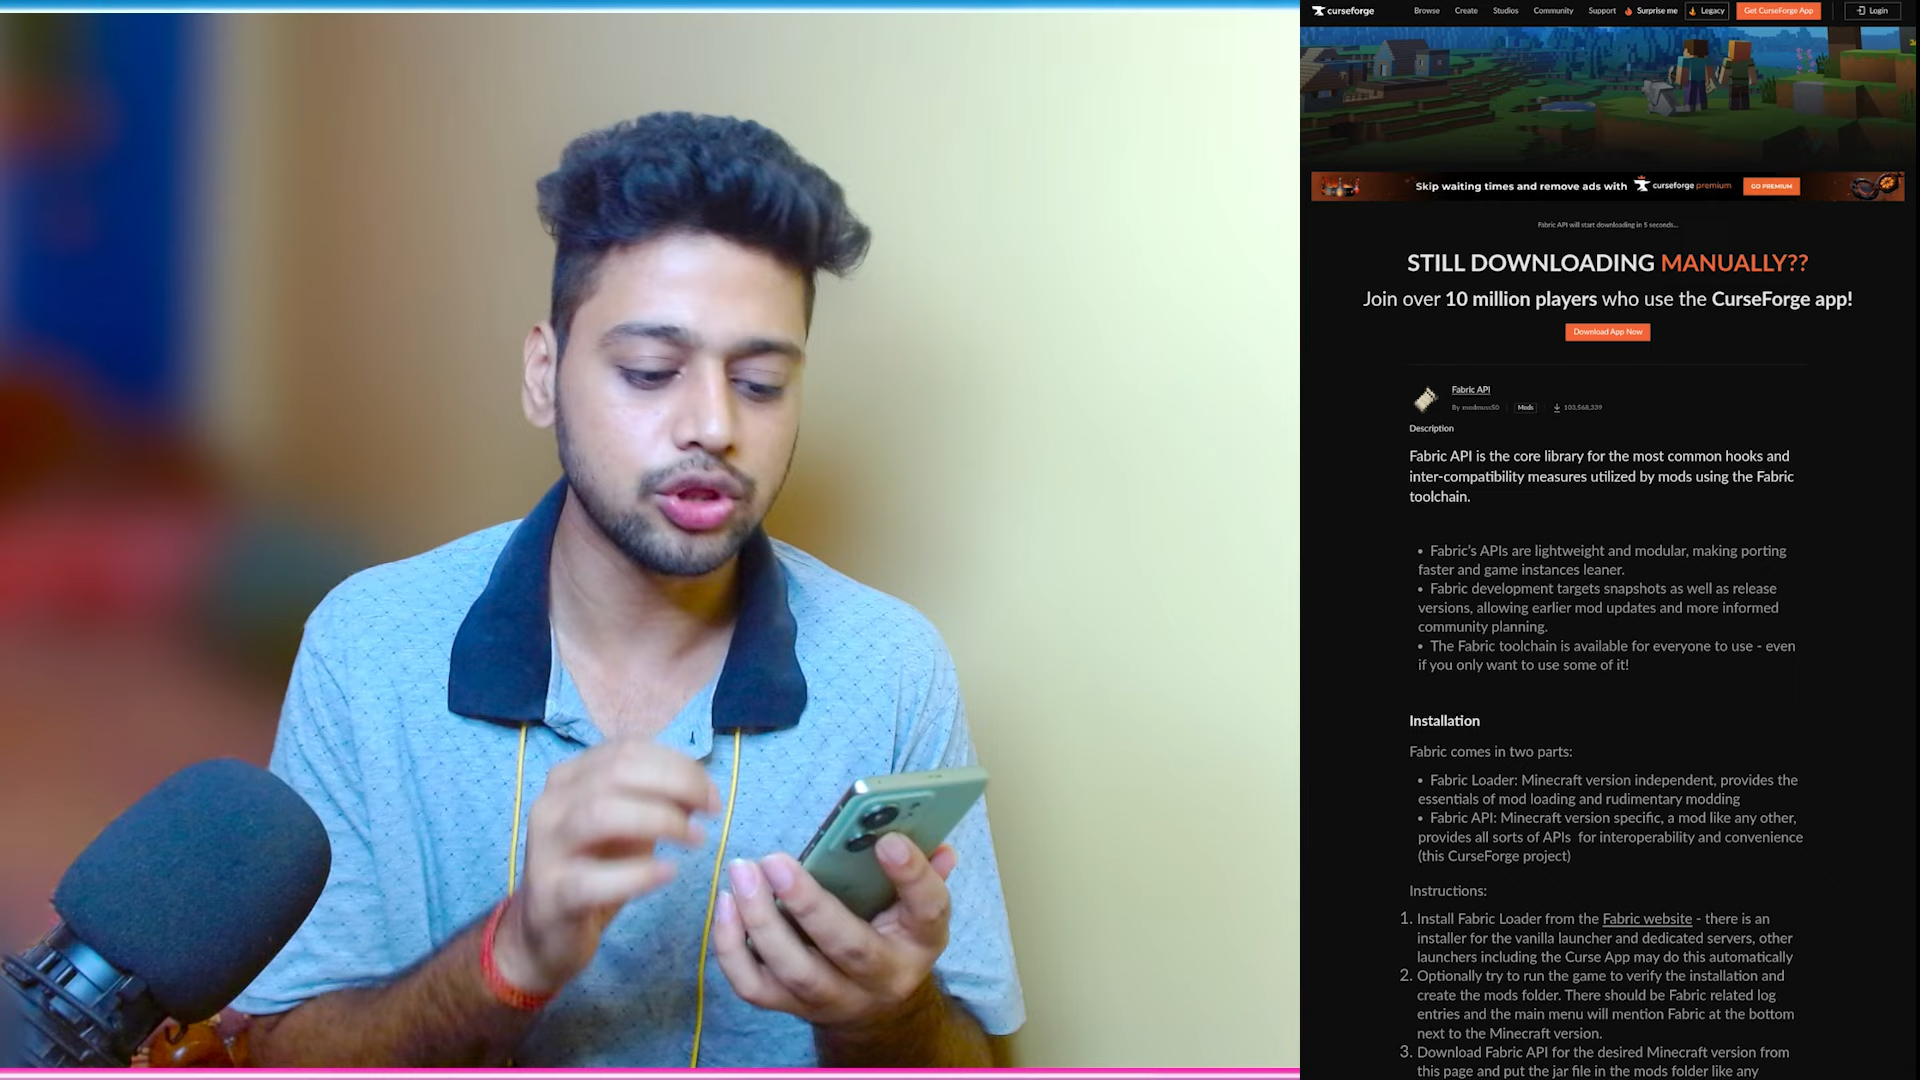 curseforge
Browse Create Studios Community Support Surprise me Legacy Get CurseForge App Login
Skip waiting times and remove ads with curseforge premium GO PREMIUM
Fabric API will start downloading in 5 seconds...
STILL DOWNLOADING MANUALLY??
Join over 10 million players who use the CurseForge app!
Download App Now
Fabric API
By modmuss50 Mods 103,568,339
Description
Fabric API is the core library for the most common hooks and
inter-compatibility measures utilized by mods using the Fabric
toolchain.
• Fabric's APIs are lightweight and modular, making porting
faster and game instances leaner.
• Fabric development targets snapshots as well as release
versions, allowing earlier mod updates and more informed
community planning.
• The Fabric toolchain is available for everyone to use - even
if you only want to use some of it!
Installation
Fabric comes in two parts:
• Fabric Loader: Minecraft version independent, provides the
essentials of mod loading and rudimentary modding
• Fabric API: Minecraft version specific, a mod like any other,
provides all sorts of APIs for interoperability and convenience
(this CurseForge project)
Instructions:
1. Install Fabric Loader from the Fabric website - there is an
installer for the vanilla launcher and dedicated servers, other
launchers including the Curse App may do this automatically
2. Optionally try to run the game to verify the installation and
create the mods folder. There should be Fabric related log
entries and the main menu will mention Fabric at the bottom
next to the Minecraft version.
3. Download Fabric API for the desired Minecraft version from
this page and put the jar file in the mods folder like any